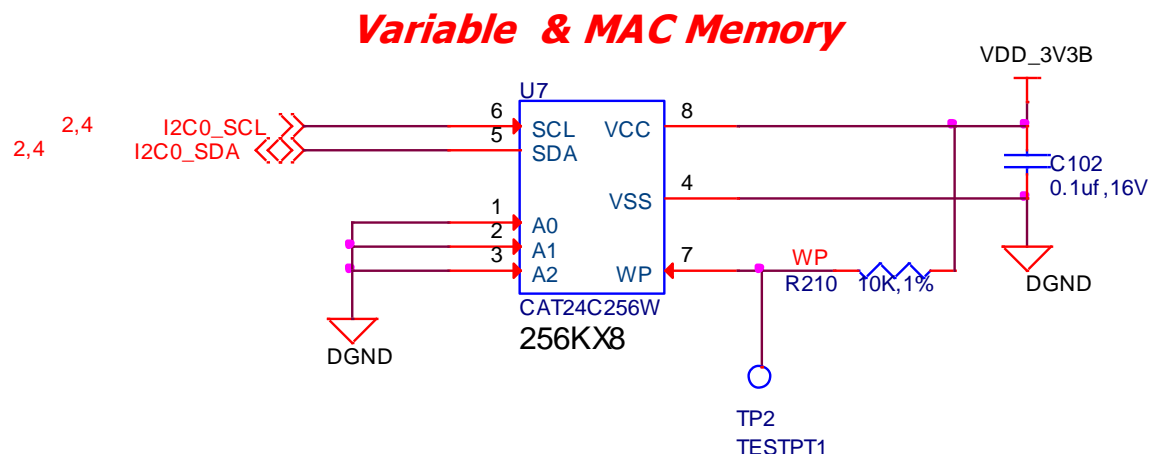 Variable & MAC Memory
VDD_3V3B
U7
2,4
I2C0_SCL
6
SCL
VCC
8
2,4
I2C0_SDA
5
SDA
C102
0.1uf,16V
VSS
4
1
A0
2
A1
3
A2
WP
7
WP
R210
10K,1%
DGND
CAT24C256W
256KX8
DGND
TP2
TESTPT1